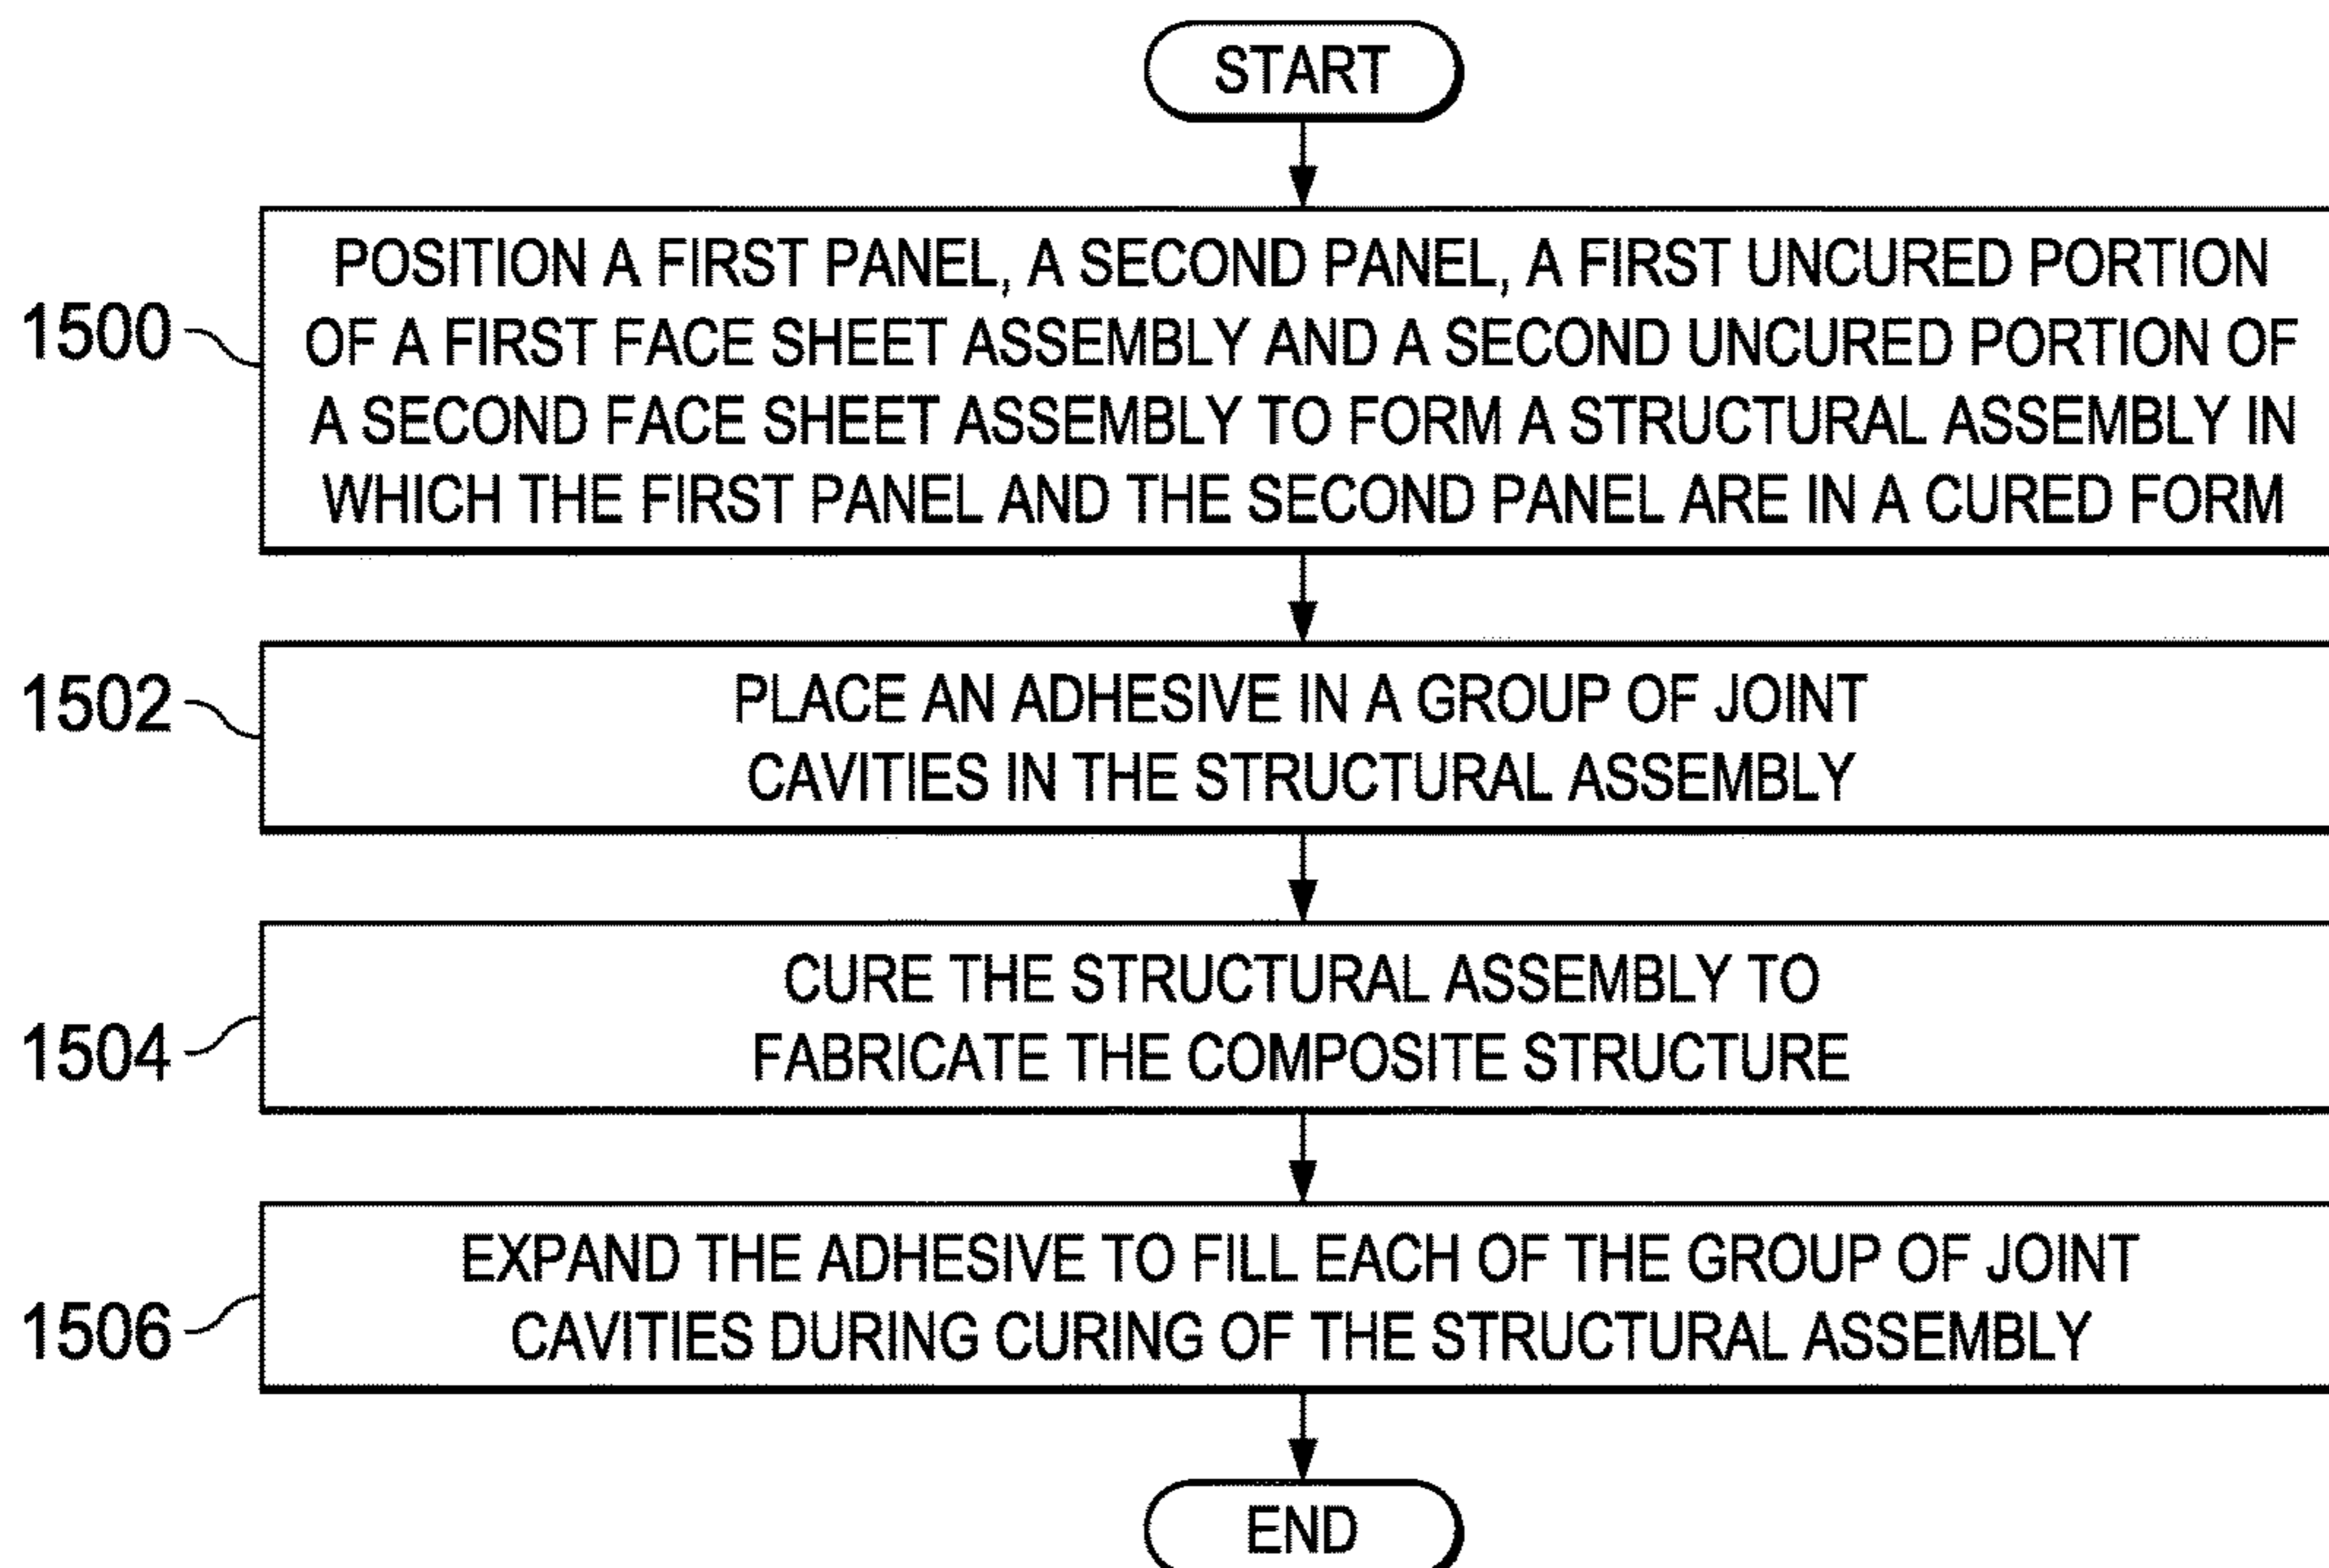 START
1500
POSITION A FIRST PANEL, A SECOND PANEL, A FIRST UNCURED PORTION
OF A FIRST FACE SHEET ASSEMBLY AND A SECOND UNCURED PORTION OF
A SECOND FACE SHEET ASSEMBLY TO FORM A STRUCTURAL ASSEMBLY IN
WHICH THE FIRST PANEL AND THE SECOND PANEL ARE IN A CURED FORM
1502
PLACE AN ADHESIVE IN A GROUP OF JOINT
CAVITIES IN THE STRUCTURAL ASSEMBLY
1504
CURE THE STRUCTURAL ASSEMBLY TO
FABRICATE THE COMPOSITE STRUCTURE
1506
EXPAND THE ADHESIVE TO FILL EACH OF THE GROUP OF JOINT
CAVITIES DURING CURING OF THE STRUCTURAL ASSEMBLY
END